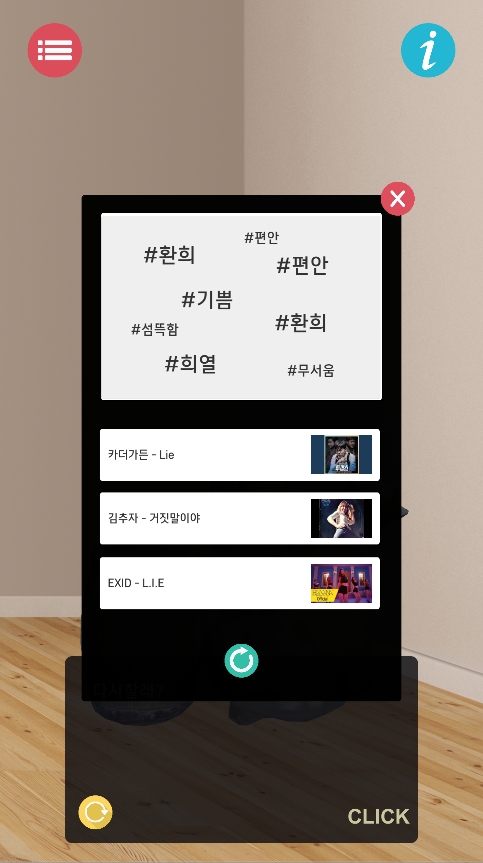 #편안
#환희
#편안
#기쁨
#환희
#섬뜩함
#희열
#무서움
카더가든 - Lie
김추자 - 거짓말이야
EXID - L.I.E
CLICK